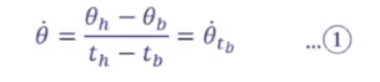 θ̇ = (θ_h − θ_b) / (t_h − t_b) = θ̇_{t_b} ...①